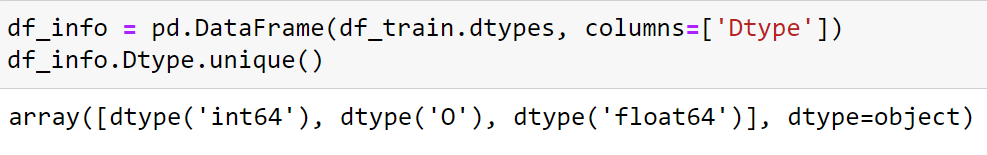 df_info = pd.DataFrame(df_train.dtypes, columns=['Dtype'])
df_info.Dtype.unique()
array([dtype('int64'), dtype('O'), dtype('float64')], dtype=object)